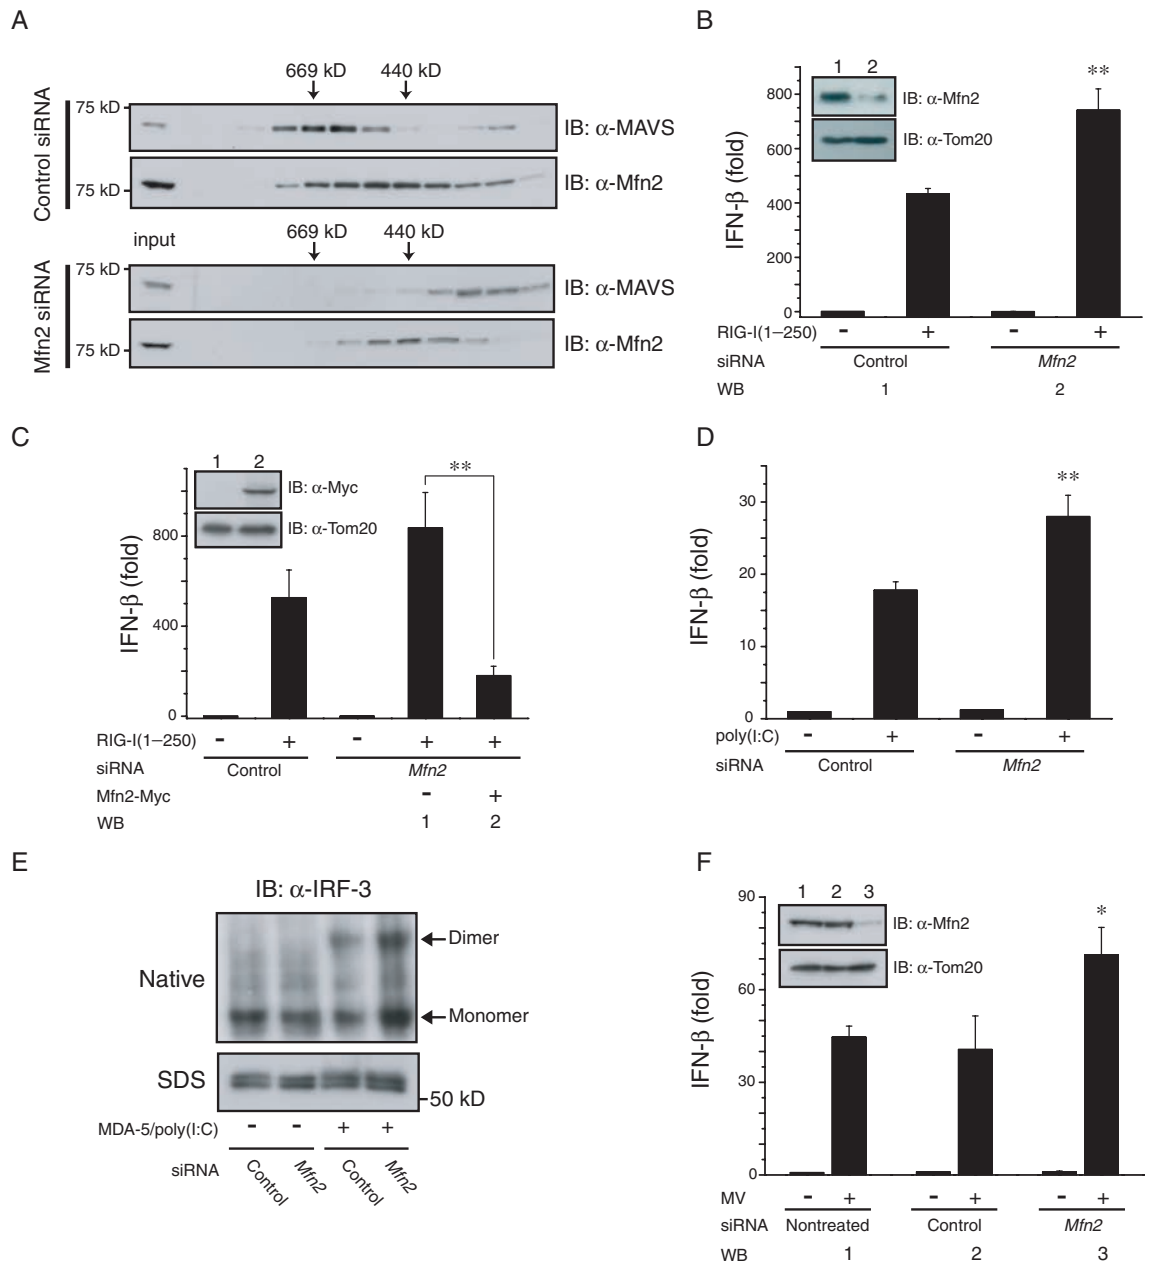 A
669 kD 440 kD
Control siRNA
75 kD
IB: α-MAVS
75 kD
IB: α-Mfn2
input
669 kD 440 kD
Mfn2 siRNA
75 kD
IB: α-MAVS
75 kD
IB: α-Mfn2
B
IFN-β (fold)
800
600
400
200
0
1 2
IB: α-Mfn2
IB: α-Tom20
**
RIG-I(1–250) - + - +
siRNA Control Mfn2
WB 1 2
C
IFN-β (fold)
800
400
0
1 2
IB: α-Myc
IB: α-Tom20
**
RIG-I(1–250) - + - + +
siRNA Control Mfn2
Mfn2-Myc - +
WB 1 2
D
IFN-β (fold)
30
20
10
0
**
poly(I:C) - + - +
siRNA Control Mfn2
E
IB: α-IRF-3
Native
Dimer
Monomer
SDS
50 kD
MDA-5/poly(I:C) - - + +
siRNA Control Mfn2 Control Mfn2
F
IFN-β (fold)
90
60
30
0
1 2 3
IB: α-Mfn2
IB: α-Tom20
*
MV - + - + - +
siRNA Nontreated Control Mfn2
WB 1 2 3